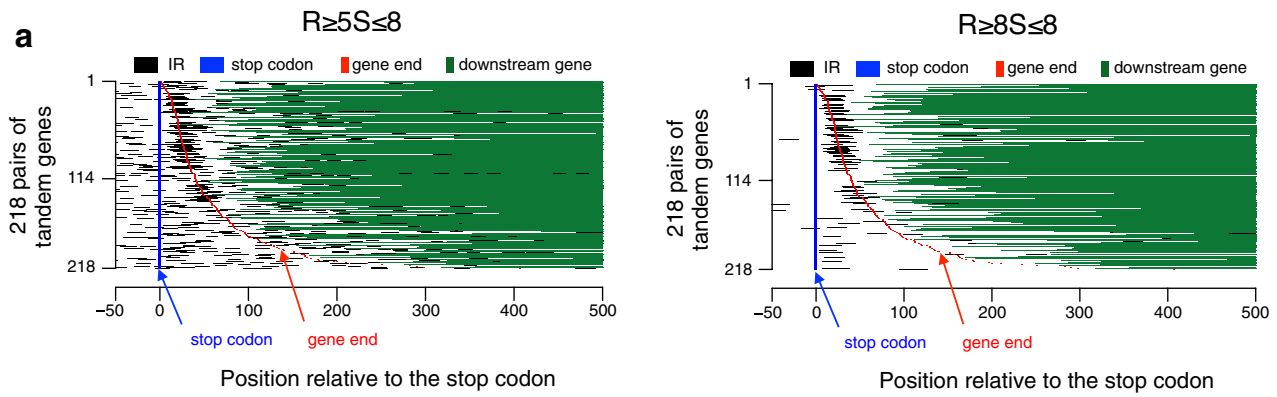 a
R≥5S≤8
IR stop codon gene end downstream gene
218 pairs of
tandem genes
1
114
218
−50 0 100 200 300 400 500
stop codon gene end
Position relative to the stop codon
R≥8S≤8
IR stop codon gene end downstream gene
218 pairs of
tandem genes
1
114
218
−50 0 100 200 300 400 500
stop codon gene end
Position relative to the stop codon